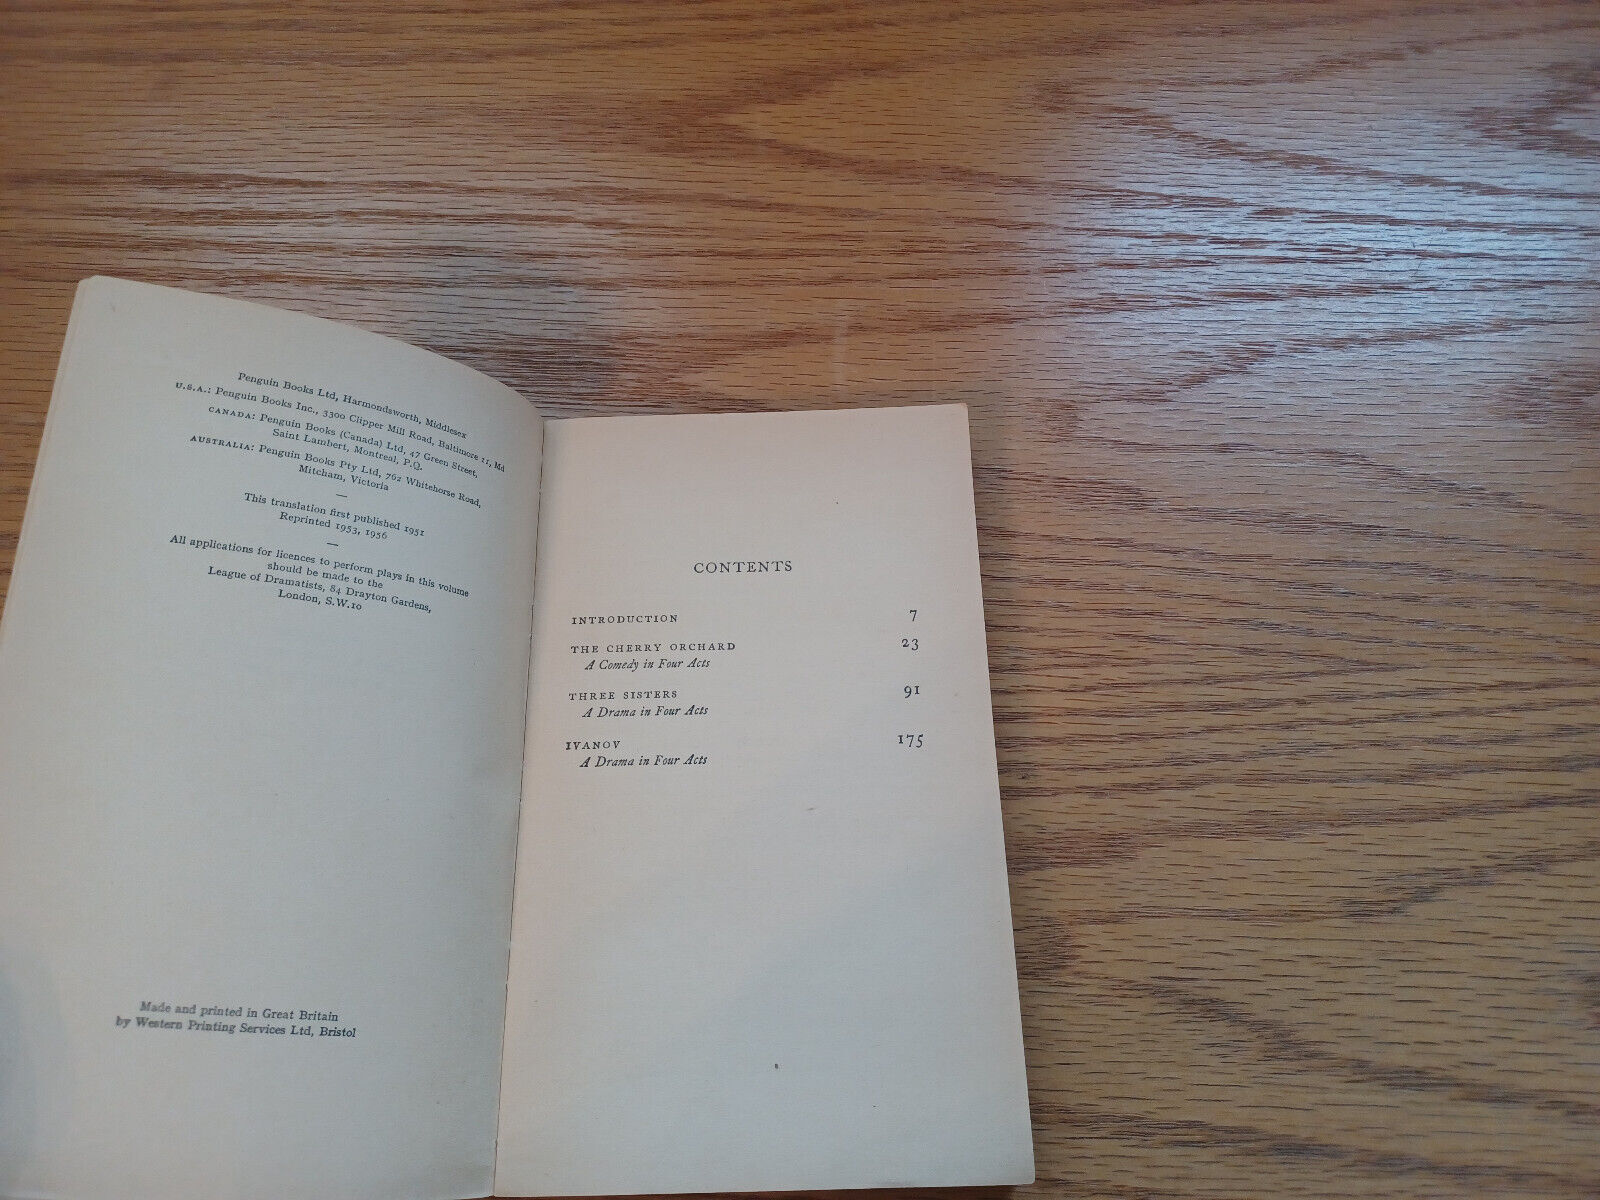 Penguin Books Ltd, Harmondsworth, Middlesex
U.S.A.: Penguin Books Inc., 3300 Clipper Mill Road, Baltimore 11, Md
CANADA: Penguin Books (Canada) Ltd, 47 Green Street,
Saint Lambert, Montreal, P.Q.
AUSTRALIA: Penguin Books Pty Ltd, 762 Whitehorse Road,
Mitcham, Victoria
—
This translation first published 1951
Reprinted 1953, 1956
—
All applications for licences to perform plays in this volume
should be made to the
League of Dramatists, 84 Drayton Gardens,
London, S.W.10
Made and printed in Great Britain
by Western Printing Services Ltd, Bristol
CONTENTS
INTRODUCTION 7
THE CHERRY ORCHARD 23
A Comedy in Four Acts
THREE SISTERS 91
A Drama in Four Acts
IVANOV 175
A Drama in Four Acts